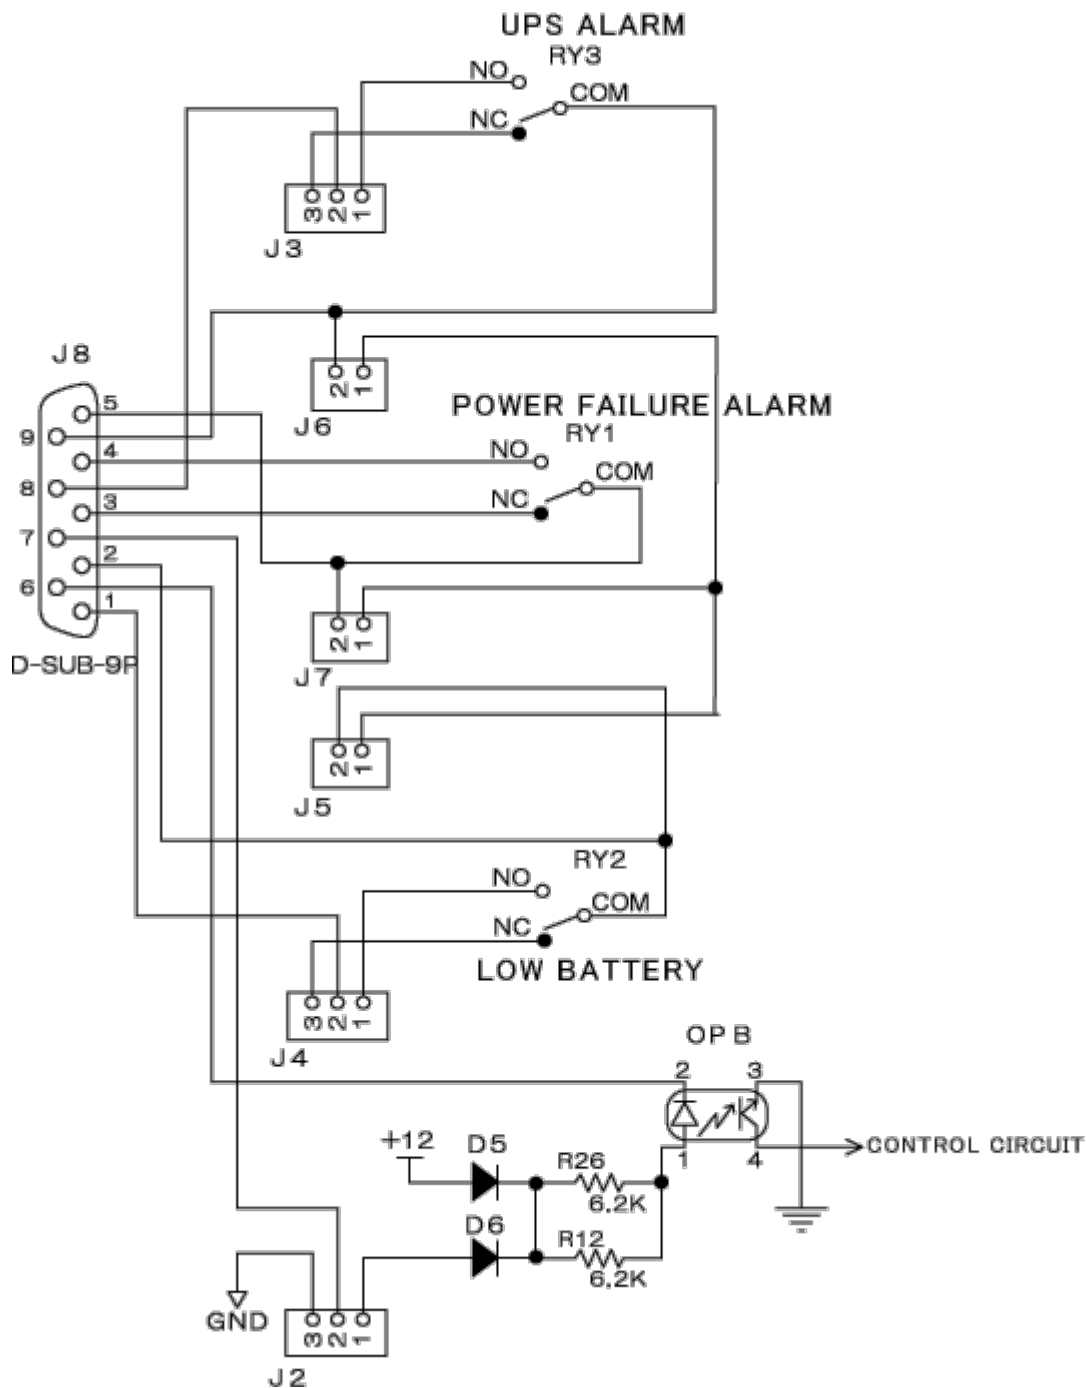 UPS ALARM
RY3
NO
COM
NC
3 2 1
J3
J8
2 1
J6
POWER FAILURE ALARM
RY1
5
9
4
NO
COM
8
3
NC
7
2
6
1
D-SUB-9P
2 1
J7
2 1
J5
RY2
NO
COM
NC
LOW BATTERY
3 2 1
J4
OPB
2 3
1 4
CONTROL CIRCUIT
+12
D5
R26
6.2K
D6
R12
6.2K
GND
3 2 1
J2